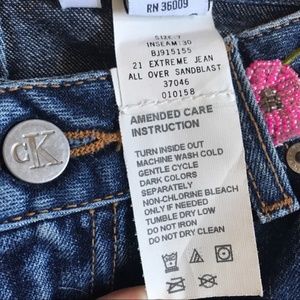 RN 36009
SIZE: 7
INSEAM: 30
BJ915155
21 EXTREME JEAN
ALL OVER SANDBLAST
37046
010158
AMENDED CARE
INSTRUCTION
TURN INSIDE OUT
MACHINE WASH COLD
GENTLE CYCLE
DARK COLORS
SEPARATELY
NON-CHLORINE BLEACH
ONLY IF NEEDED
TUMBLE DRY LOW
DO NOT IRON
DO NOT DRY CLEAN
CK